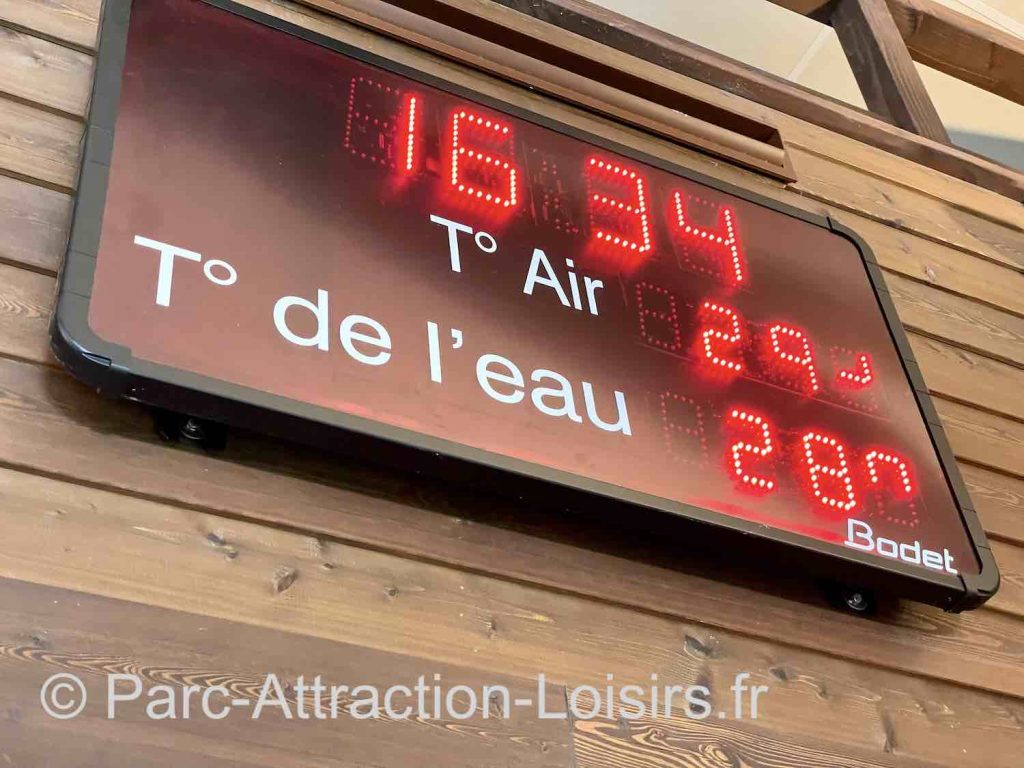 16 34
T° Air 29
T° de l'eau 28
Bodet
© Parc-Attraction-Loisirs.fr